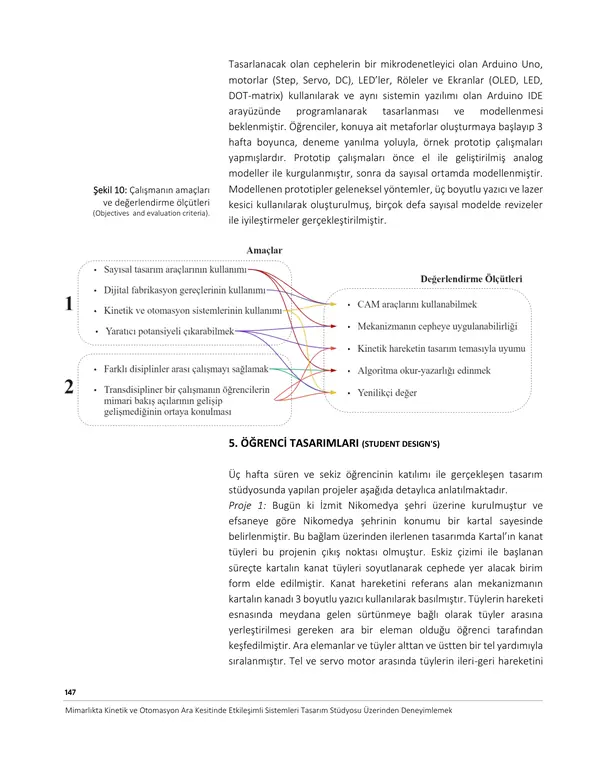 Tasarlanacak olan cephelerin bir mikrodenetleyici olan Arduino Uno,
motorlar (Step, Servo, DC), LED'ler, Röleler ve Ekranlar (OLED, LED,
DOT-matrix) kullanılarak ve aynı sistemin yazılımı olan Arduino IDE
arayüzünde programlanarak tasarlanması ve modellenmesi
beklenmiştir. Öğrenciler, konuya ait metaforlar oluşturmaya başlayıp 3
hafta boyunca, deneme yanılma yoluyla, örnek prototip çalışmaları
yapmışlardır. Prototip çalışmaları önce el ile geliştirilmiş analog
modeller ile kurgulanmıştır, sonra da sayısal ortamda modellenmiştir.
Modellenen prototipler geleneksel yöntemler, üç boyutlu yazıcı ve lazer
kesici kullanılarak oluşturulmuş, birçok defa sayısal modelde revizeler
ile iyileştirmeler gerçekleştirilmiştir.
Şekil 10: Çalışmanın amaçları
ve değerlendirme ölçütleri
(Objectives and evaluation criteria).
Amaçlar
1
• Sayısal tasarım araçlarının kullanımı
• Dijital fabrikasyon gereçlerinin kullanımı
• Kinetik ve otomasyon sistemlerinin kullanımı
• Yaratıcı potansiyeli çıkarabilmek
2
• Farklı disiplinler arası çalışmayı sağlamak
• Transdisipliner bir çalışmanın öğrencilerin
mimari bakış açılarının gelişip
gelişmediğinin ortaya konulması
Değerlendirme Ölçütleri
• CAM araçlarını kullanabilmek
• Mekanizmanın cepheye uygulanabilirliği
• Kinetik hareketin tasarım temasıyla uyumu
• Algoritma okur-yazarlığı edinmek
• Yenilikçi değer
5. ÖĞRENCİ TASARIMLARI (STUDENT DESIGN'S)
Üç hafta süren ve sekiz öğrencinin katılımı ile gerçekleşen tasarım
stüdyosunda yapılan projeler aşağıda detaylıca anlatılmaktadır.
Proje 1: Bugün ki İzmit Nikomedya şehri üzerine kurulmuştur ve
efsaneye göre Nikomedya şehrinin konumu bir kartal sayesinde
belirlenmiştir. Bu bağlam üzerinden ilerlenen tasarımda Kartal'ın kanat
tüyleri bu projenin çıkış noktası olmuştur. Eskiz çizimi ile başlanan
süreçte kartalın kanat tüyleri soyutlanarak cephede yer alacak birim
form elde edilmiştir. Kanat hareketini referans alan mekanizmanın
kartalın kanadı 3 boyutlu yazıcı kullanılarak basılmıştır. Tüylerin hareketi
esnasında meydana gelen sürtünmeye bağlı olarak tüyler arasına
yerleştirilmesi gereken ara bir eleman olduğu öğrenci tarafından
keşfedilmiştir. Ara elemanlar ve tüyler alttan ve üstten bir tel yardımıyla
sıralanmıştır. Tel ve servo motor arasında tüylerin ileri-geri hareketini
147
Mimarlıkta Kinetik ve Otomasyon Ara Kesitinde Etkileşimli Sistemleri Tasarım Stüdyosu Üzerinden Deneyimlemek